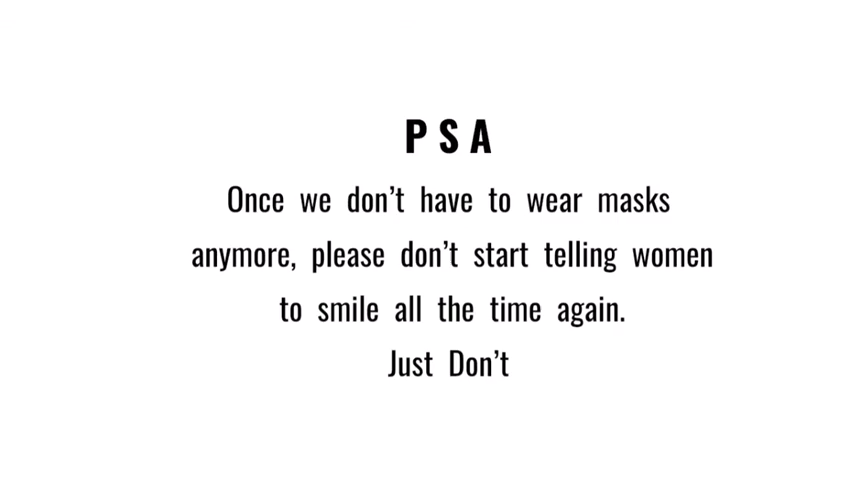 PSA
Once we don’t have to wear masks
anymore, please don’t start telling women
to smile all the time again.
Just Don’t